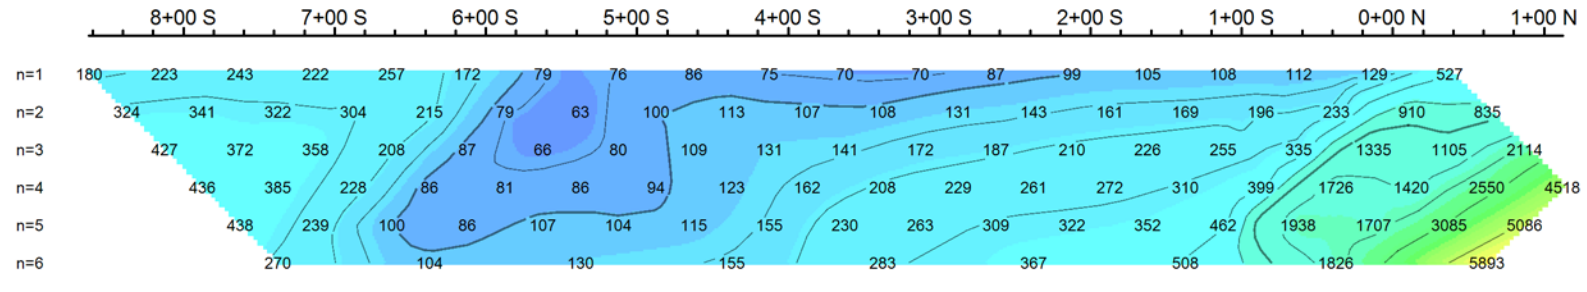 8+00 S 7+00 S 6+00 S 5+00 S 4+00 S 3+00 S 2+00 S 1+00 S 0+00 N 1+00 N
n=1 180 223 243 222 257 172 79 76 86 75 70 70 87 99 105 108 112 129 527
n=2 324 341 322 304 215 79 63 100 113 107 108 131 143 161 169 196 233 910 835
n=3 427 372 358 208 87 66 80 109 131 141 172 187 210 226 255 335 1335 1105 2114
n=4 436 385 228 86 81 86 94 123 162 208 229 261 272 310 399 1726 1420 2550 4518
n=5 438 239 100 86 107 104 115 155 230 263 309 322 352 462 1938 1707 3085 5086
n=6 270 104 130 155 283 367 508 1826 5893